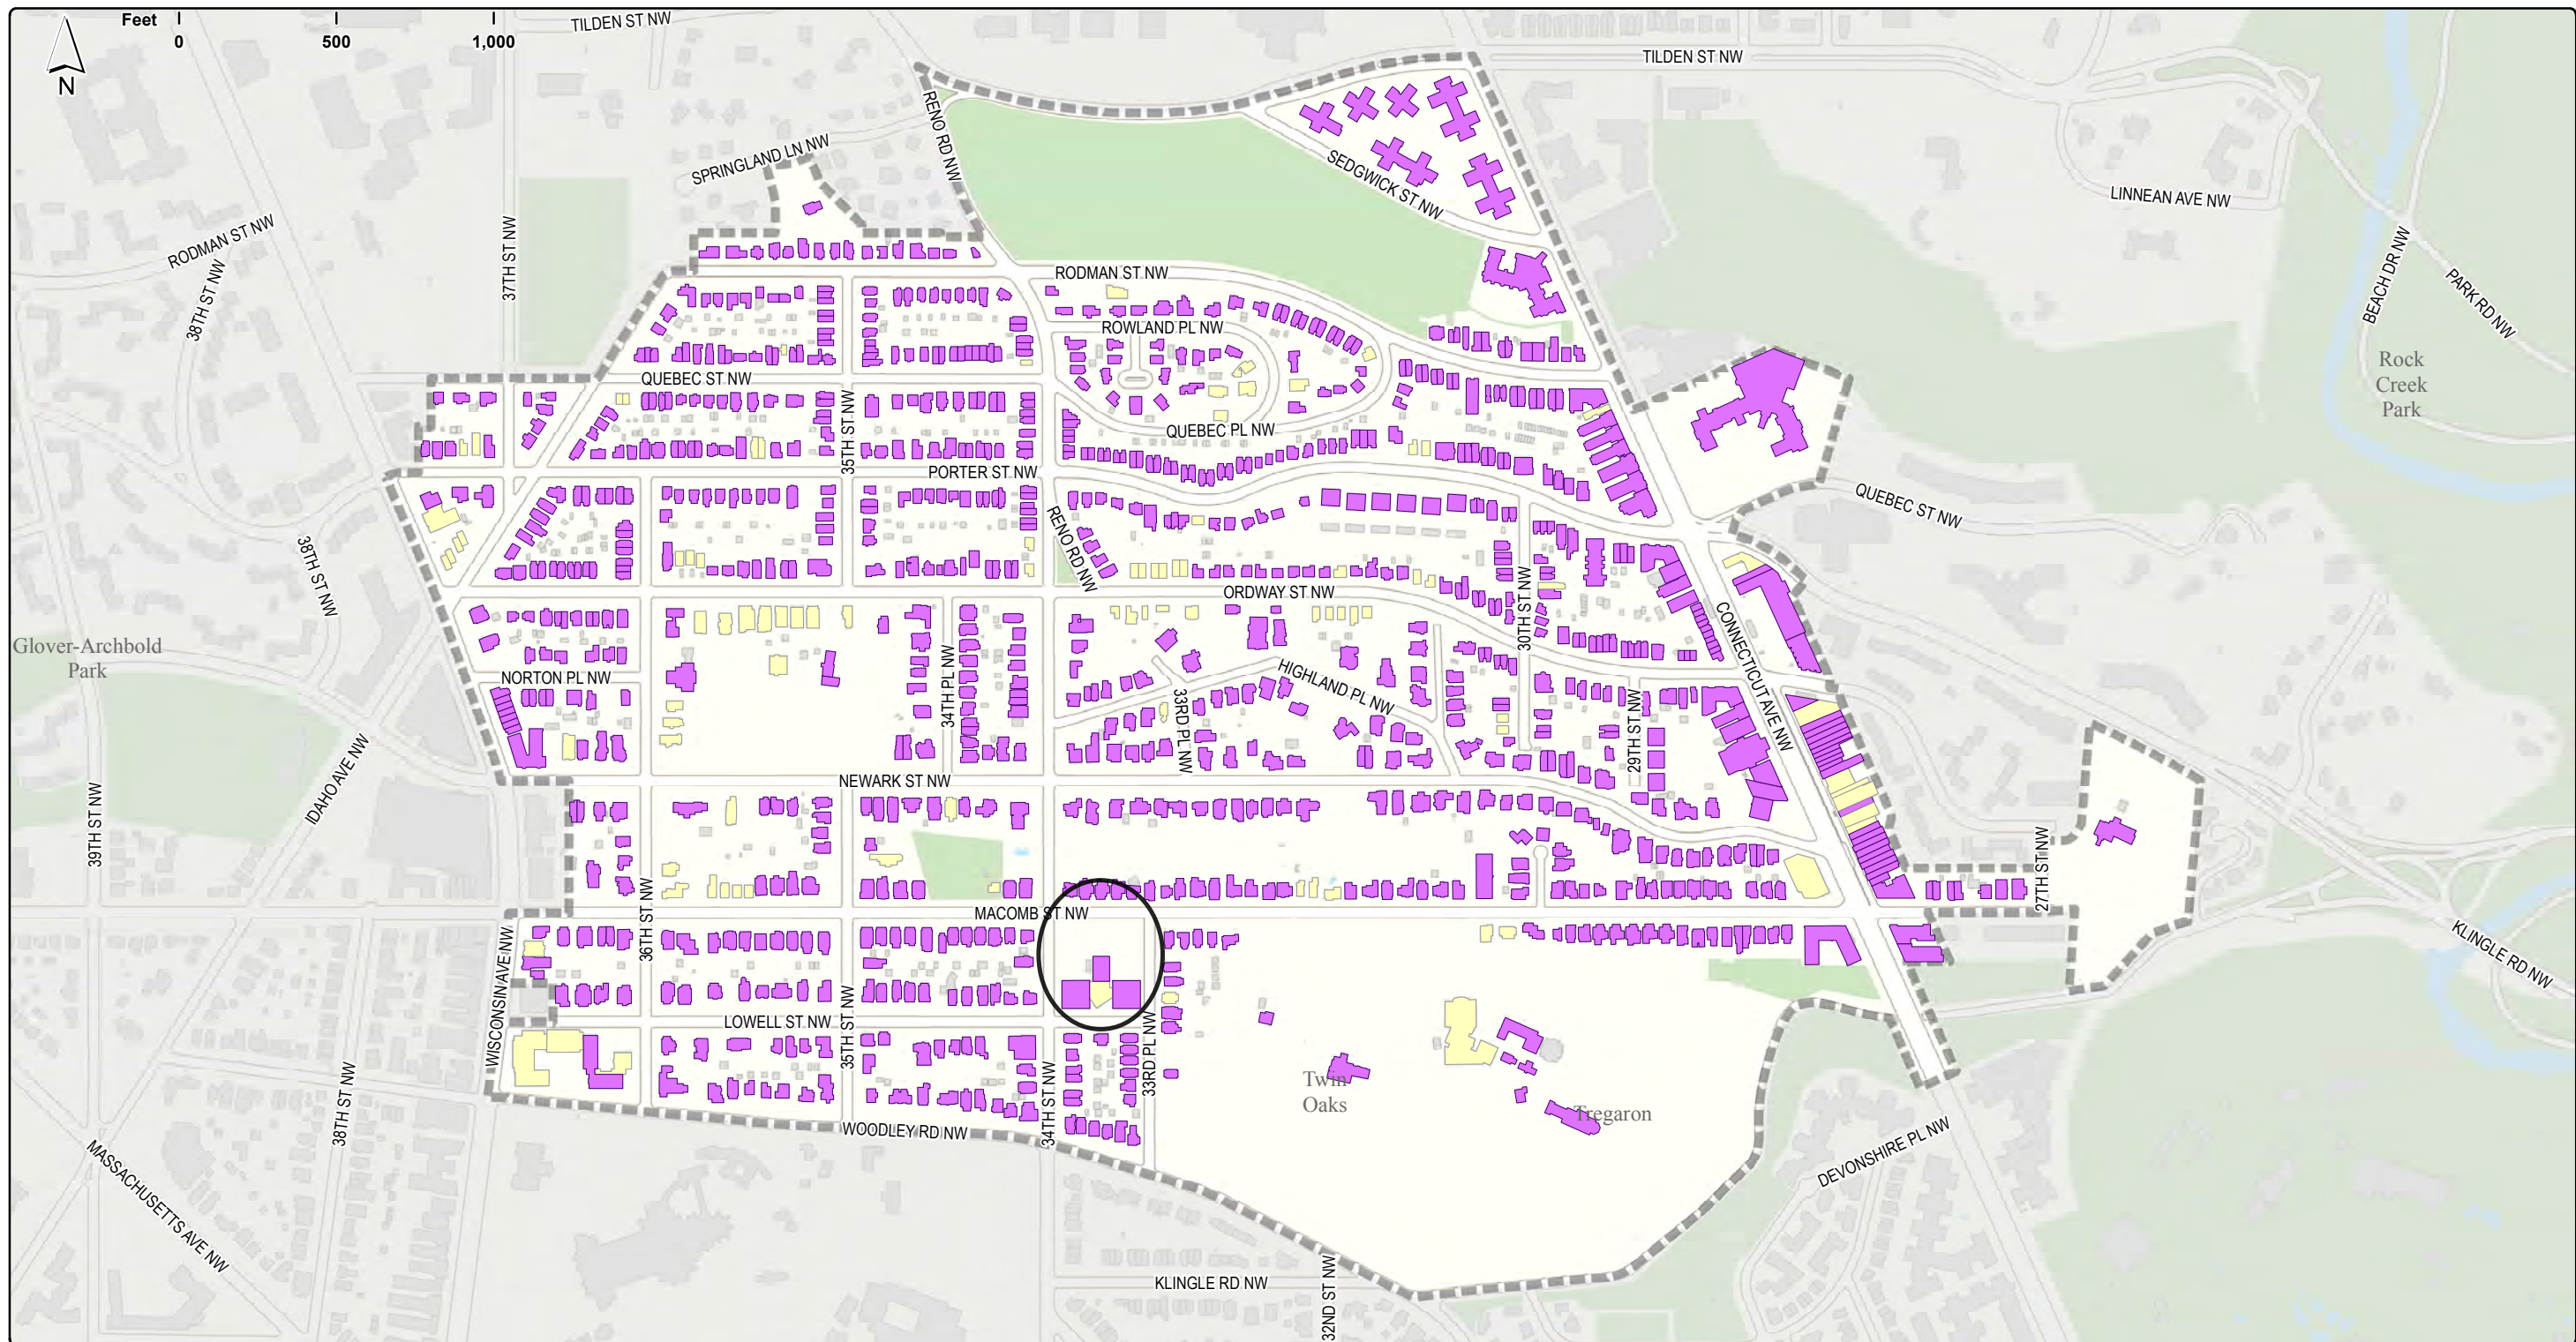 Feet
0 500 1,000
N
TILDEN ST NW
TILDEN ST NW
RENO RD NW
SPRINGLAND LN NW
SEDGWICK ST NW
LINNEAN AVE NW
RODMAN ST NW
38TH ST NW
37TH ST NW
BEACH DR NW
PARK RD NW
RODMAN ST NW
ROWLAND PL NW
Rock
Creek
Park
QUEBEC ST NW
35TH ST NW
QUEBEC PL NW
PORTER ST NW
QUEBEC ST NW
38TH ST NW
RENO RD NW
ORDWAY ST NW
30TH ST NW
CONNECTICUT AVE NW
Glover-Archbold
Park
NORTON PL NW
34TH PL NW
33RD PL NW
HIGHLAND PL NW
29TH ST NW
IDAHO AVE NW
39TH ST NW
NEWARK ST NW
27TH ST NW
36TH ST NW
MACOMB ST NW
KLINGLE RD NW
WISCONSIN AVE NW
LOWELL ST NW
35TH ST NW
33RD PL NW
34TH ST NW
38TH ST NW
Twin
Oaks
Tregaron
WOODLEY RD NW
MASSACHUSETTS AVE NW
DEVONSHIRE PL NW
KLINGLE RD NW
32ND ST NW